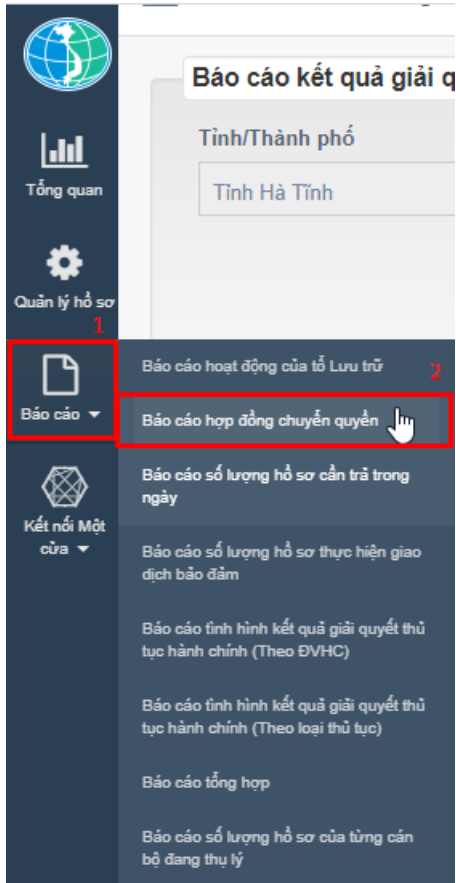 Báo cáo kết quả giải q
Tỉnh/Thành phố
Tỉnh Hà Tĩnh
Tổng quan
Quản lý hồ sơ
1
Báo cáo
Báo cáo hoạt động của tổ Lưu trữ
2
Báo cáo hợp đồng chuyển quyền
Báo cáo số lượng hồ sơ cần trả trong
ngày
Kết nối Một
cửa
Báo cáo số lượng hồ sơ thực hiện giao
dịch bảo đảm
Báo cáo tình hình kết quả giải quyết thủ
tục hành chính (Theo ĐVHC)
Báo cáo tình hình kết quả giải quyết thủ
tục hành chính (Theo loại thủ tục)
Báo cáo tổng hợp
Báo cáo số lượng hồ sơ của từng cán
bộ đang thụ lý